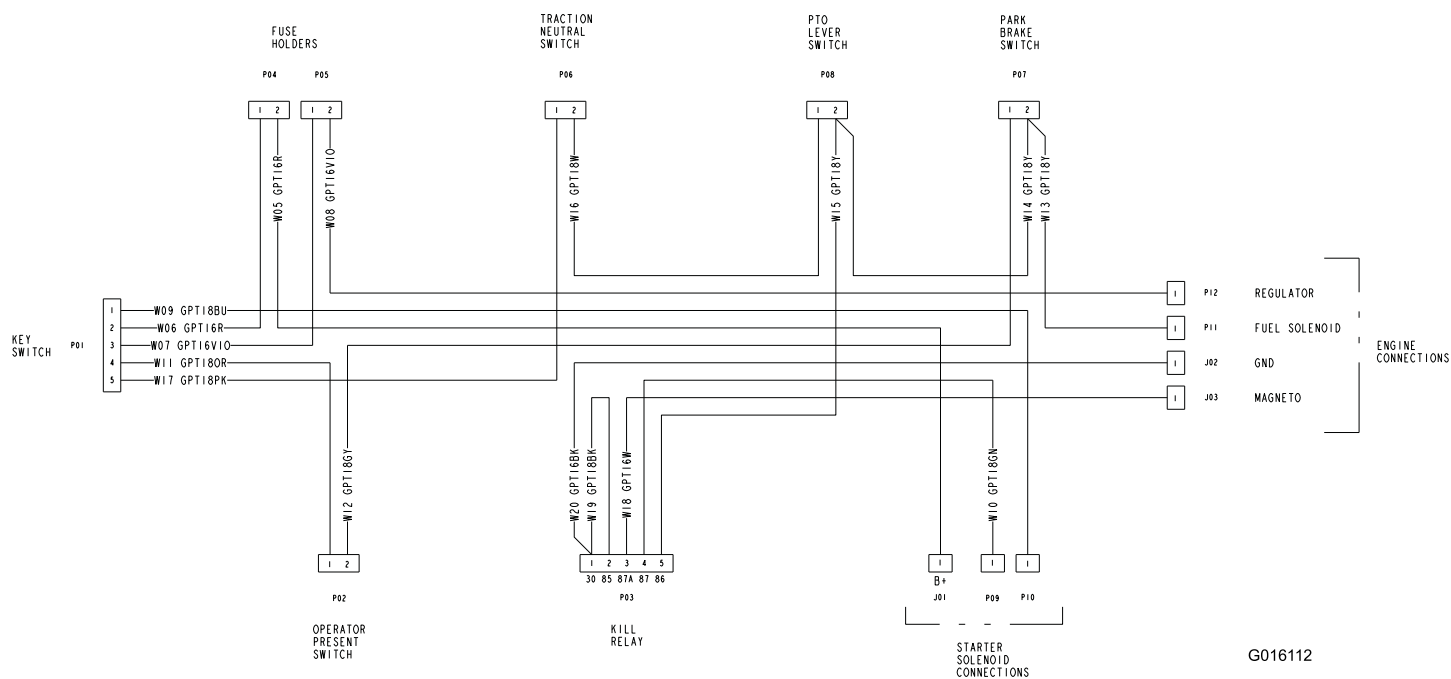 FUSE
HOLDERS
TRACTION
NEUTRAL
SWITCH
PTO
LEVER
SWITCH
PARK
BRAKE
SWITCH
P04
P05
P06
P08
P07
1 2
1 2
1 2
1 2
1 2
W05 GPT16R
W08 GPT16VIO
W16 GPT18W
W15 GPT18Y
W14 GPT18Y
W13 GPT18Y
KEY
SWITCH
P01
1
2
3
4
5
W09 GPT18BU
W06 GPT16R
W07 GPT16VIO
W11 GPT18OR
W17 GPT18PK
1 P12 REGULATOR
1 P11 FUEL SOLENOID
1 J02 GND
1 J03 MAGNETO
ENGINE
CONNECTIONS
W12 GPT18GY
W20 GPT16BK
W19 GPT18BK
W18 GPT16W
W10 GPT18GN
1 2
P02
OPERATOR
PRESENT
SWITCH
1 2 3 4 5
30 85 87A 87 86
P03
KILL
RELAY
1
1
1
B+
J01
P09
P10
STARTER
SOLENOID
CONNECTIONS
G016112